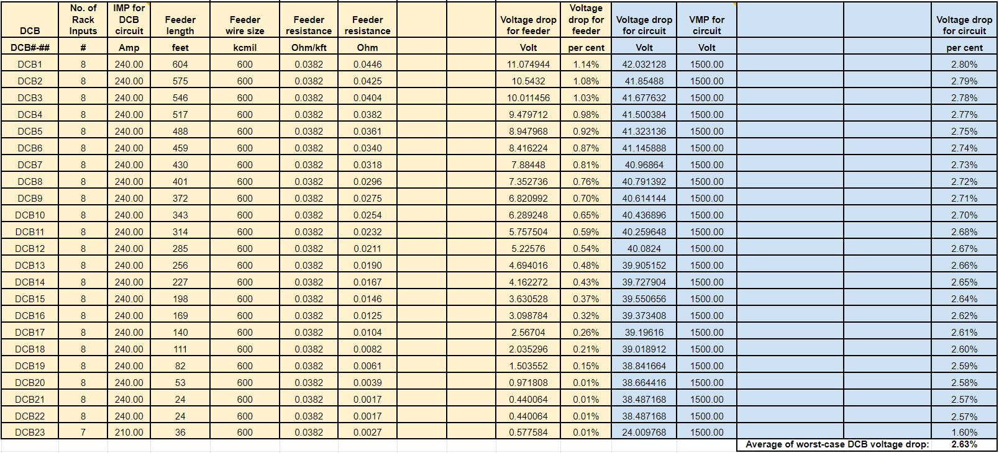 DCB	No. of Rack Inputs	IMP for DCB circuit	Feeder length	Feeder wire size	Feeder resistance	Feeder resistance	Voltage drop for feeder	Voltage drop for feeder	Voltage drop for circuit	VMP for circuit	Voltage drop for circuit
DCB#-##	#	Amp	feet	kcmil	Ohm/kft	Ohm	Volt	per cent	Volt	Volt	per cent
DCB1	8	240.00	604	600	0.0382	0.0446	11.074944	1.14%	42.032128	1500.00	2.80%
DCB2	8	240.00	575	600	0.0382	0.0425	10.5432	1.08%	41.85488	1500.00	2.79%
DCB3	8	240.00	546	600	0.0382	0.0404	10.011456	1.03%	41.677632	1500.00	2.78%
DCB4	8	240.00	517	600	0.0382	0.0382	9.479712	0.98%	41.500384	1500.00	2.77%
DCB5	8	240.00	488	600	0.0382	0.0361	8.947968	0.92%	41.323136	1500.00	2.75%
DCB6	8	240.00	459	600	0.0382	0.0340	8.416224	0.87%	41.145888	1500.00	2.74%
DCB7	8	240.00	430	600	0.0382	0.0318	7.88448	0.81%	40.96864	1500.00	2.73%
DCB8	8	240.00	401	600	0.0382	0.0296	7.352736	0.76%	40.791392	1500.00	2.72%
DCB9	8	240.00	372	600	0.0382	0.0275	6.820992	0.70%	40.614144	1500.00	2.71%
DCB10	8	240.00	343	600	0.0382	0.0254	6.289248	0.65%	40.436896	1500.00	2.70%
DCB11	8	240.00	314	600	0.0382	0.0232	5.757504	0.59%	40.259648	1500.00	2.68%
DCB12	8	240.00	285	600	0.0382	0.0211	5.22576	0.54%	40.0824	1500.00	2.67%
DCB13	8	240.00	256	600	0.0382	0.0190	4.694016	0.48%	39.905152	1500.00	2.66%
DCB14	8	240.00	227	600	0.0382	0.0167	4.162272	0.43%	39.727904	1500.00	2.65%
DCB15	8	240.00	198	600	0.0382	0.0146	3.630528	0.37%	39.550656	1500.00	2.64%
DCB16	8	240.00	169	600	0.0382	0.0125	3.098784	0.32%	39.373408	1500.00	2.62%
DCB17	8	240.00	140	600	0.0382	0.0104	2.56704	0.26%	39.19616	1500.00	2.61%
DCB18	8	240.00	111	600	0.0382	0.0082	2.035296	0.21%	39.018912	1500.00	2.60%
DCB19	8	240.00	82	600	0.0382	0.0061	1.503552	0.15%	38.841664	1500.00	2.59%
DCB20	8	240.00	53	600	0.0382	0.0039	0.971808	0.01%	38.664416	1500.00	2.58%
DCB21	8	240.00	24	600	0.0382	0.0017	0.440064	0.01%	38.487168	1500.00	2.57%
DCB22	8	240.00	24	600	0.0382	0.0017	0.440064	0.01%	38.487168	1500.00	2.57%
DCB23	7	210.00	36	600	0.0382	0.0027	0.577584	0.01%	24.009768	1500.00	1.60%
Average of worst-case DCB voltage drop:	2.63%